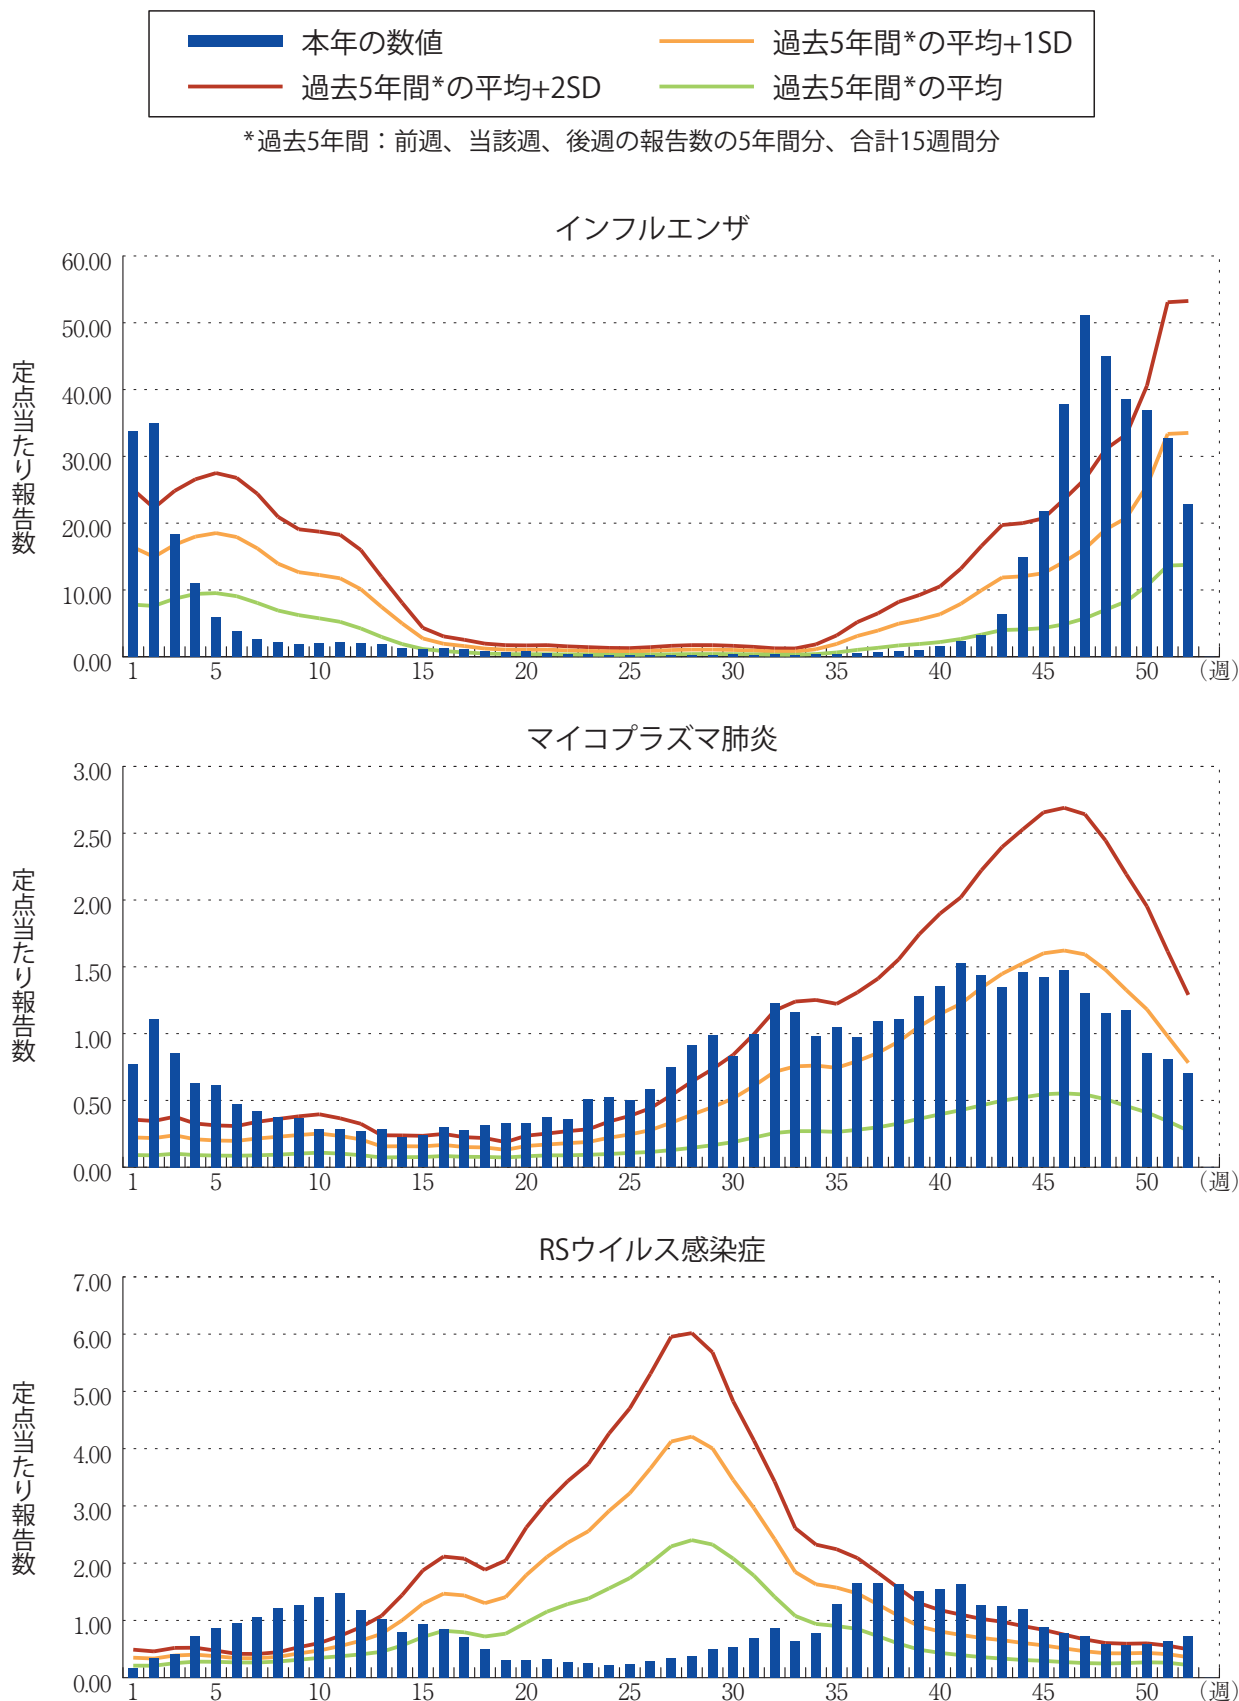 本年の数値
過去5年間*の平均+1SD
過去5年間*の平均+2SD
過去5年間*の平均
*過去5年間：前週、当該週、後週の報告数の5年間分、合計15週間分
インフルエンザ
定点当たり報告数
60.00
50.00
40.00
30.00
20.00
10.00
0.00
1 5 10 15 20 25 30 35 40 45 50 （週）
マイコプラズマ肺炎
定点当たり報告数
3.00
2.50
2.00
1.50
1.00
0.50
0.00
1 5 10 15 20 25 30 35 40 45 50 （週）
RSウイルス感染症
定点当たり報告数
7.00
6.00
5.00
4.00
3.00
2.00
1.00
0.00
1 5 10 15 20 25 30 35 40 45 50 （週）